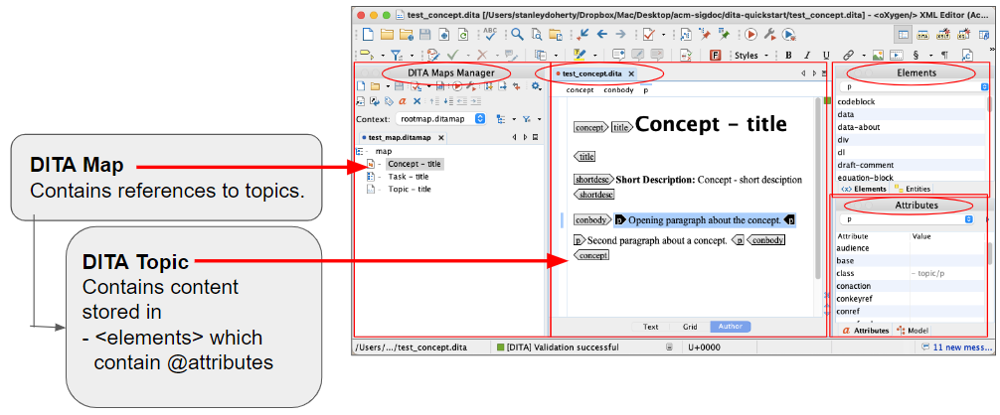 DITA Map
Contains references to topics.
DITA Topic
Contains content
stored in
- <elements> which
contain @attributes
test_concept.dita [/Users/stanleydoherty/Dropbox/Mac/Desktop/acm-sigdoc/dita-quickstart/test_concept.dita] - <oXygen/> XML Editor (Ac...
Styles
B I U
DITA Maps Manager
Context: rootmap.ditamap
test_map.ditamap
map
Concept - title
Task - title
Topic - title
test_concept.dita
concept conbody p
concept title Concept - title
title
shortdesc Short Description: Concept - short desciption
shortdesc
conbody p Opening paragraph about the concept. p
p Second paragraph about a concept. p conbody
concept
Text Grid Author
Elements
p
codeblock
data
data-about
div
dl
draft-comment
equation-block
Elements Entities
Attributes
p
Attribute Value
audience
base
class - topic/p
conaction
conkeyref
conref
Attributes Model
/Users/.../test_concept.dita [DITA] Validation successful U+0000 11 new mess...